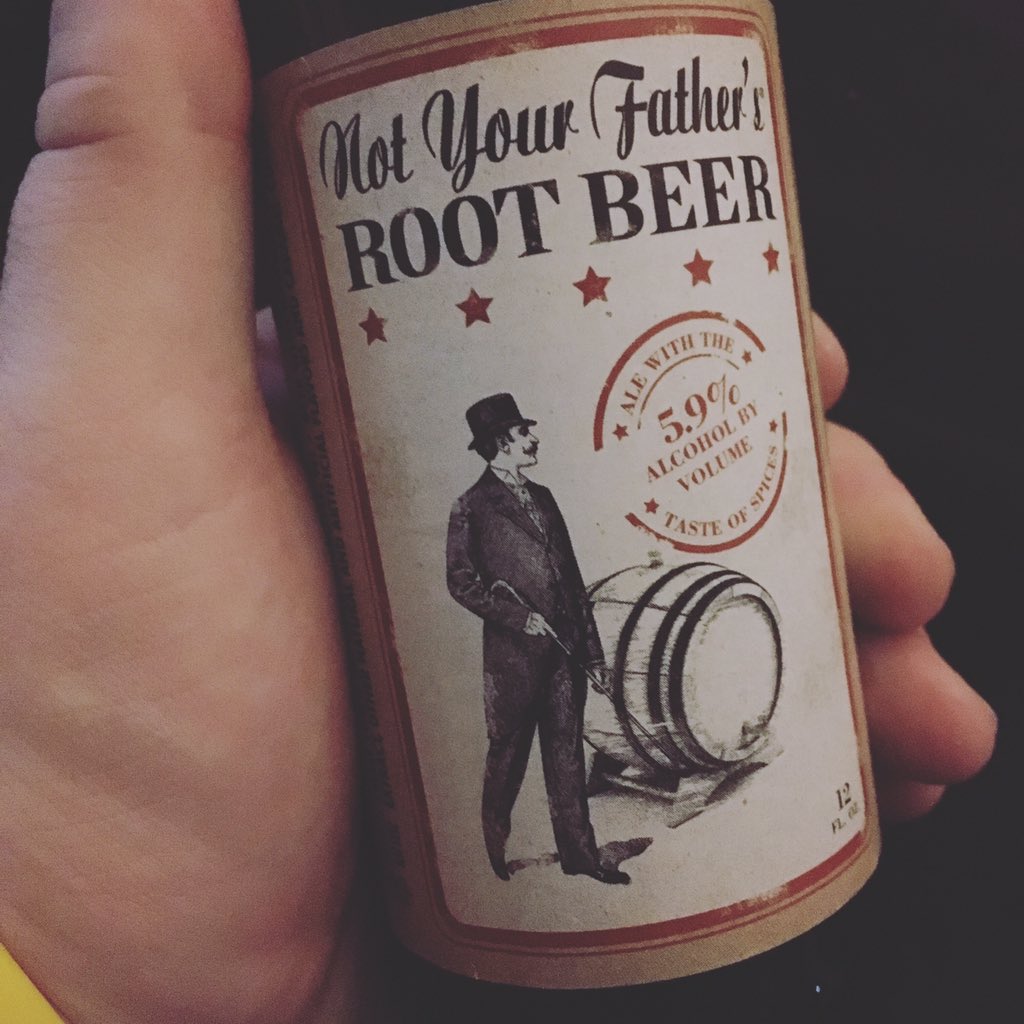 Not Your Father's
ROOT BEER
ALE WITH THE
5.9%
ALCOHOL BY
VOLUME
TASTE OF SPICES
12
FL. OZ.